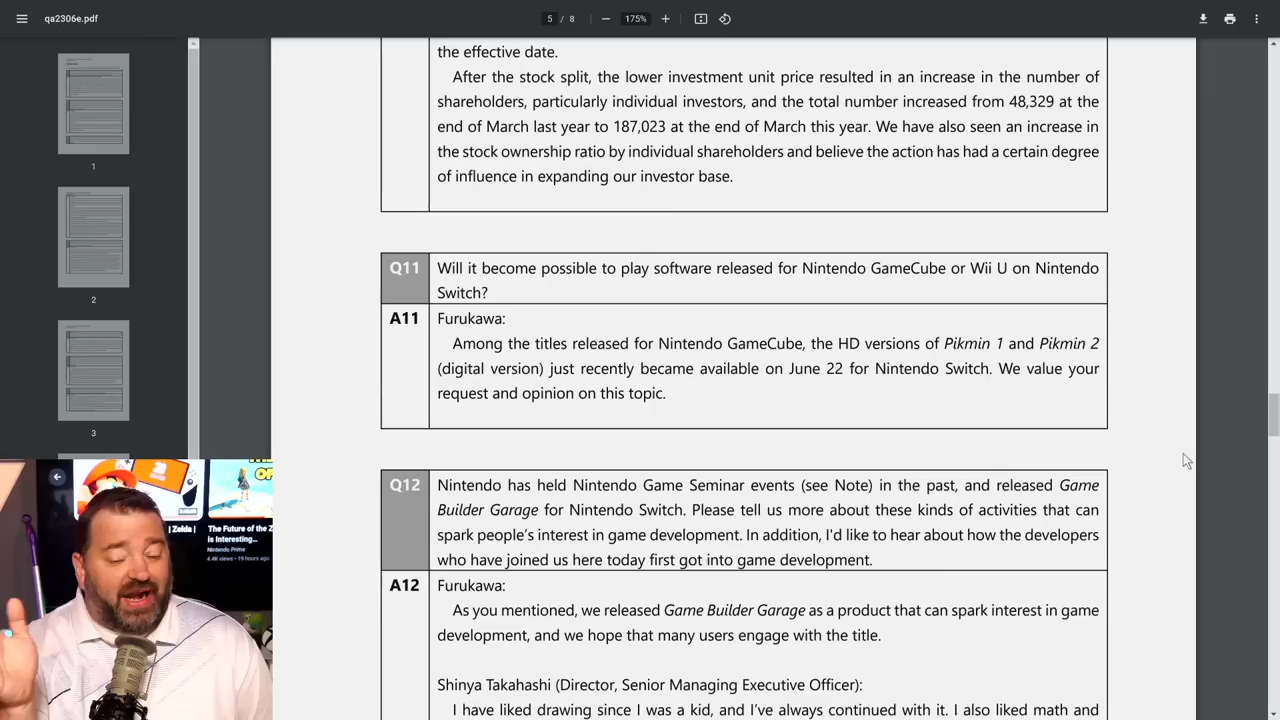 qa2306e.pdf
5 / 8
175%
the effective date.
After the stock split, the lower investment unit price resulted in an increase in the number of
shareholders, particularly individual investors, and the total number increased from 48,329 at the
end of March last year to 187,023 at the end of March this year. We have also seen an increase in
the stock ownership ratio by individual shareholders and believe the action has had a certain degree
of influence in expanding our investor base.
Q11
Will it become possible to play software released for Nintendo GameCube or Wii U on Nintendo
Switch?
A11
Furukawa:
Among the titles released for Nintendo GameCube, the HD versions of Pikmin 1 and Pikmin 2
(digital version) just recently became available on June 22 for Nintendo Switch. We value your
request and opinion on this topic.
Q12
Nintendo has held Nintendo Game Seminar events (see Note) in the past, and released Game
Builder Garage for Nintendo Switch. Please tell us more about these kinds of activities that can
spark people's interest in game development. In addition, I'd like to hear about how the developers
who have joined us here today first got into game development.
A12
Furukawa:
As you mentioned, we released Game Builder Garage as a product that can spark interest in game
development, and we hope that many users engage with the title.
Shinya Takahashi (Director, Senior Managing Executive Officer):
I have liked drawing since I was a kid, and I've always continued with it. I also liked math and
1
2
3
| Zelda |
The Future of the Z
is Interesting...
Nintendo Prime
4.4K views • 19 hours ago